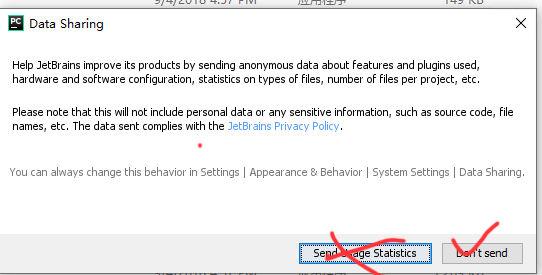 9/4/2018 4:57 PM 应用程序 149 KB
PC Data Sharing
Help JetBrains improve its products by sending anonymous data about features and plugins used,
hardware and software configuration, statistics on types of files, number of files per project, etc.
Please note that this will not include personal data or any sensitive information, such as source code, file
names, etc. The data sent complies with the JetBrains Privacy Policy.
You can always change this behavior in Settings | Appearance & Behavior | System Settings | Data Sharing.
Send Usage Statistics Don't send